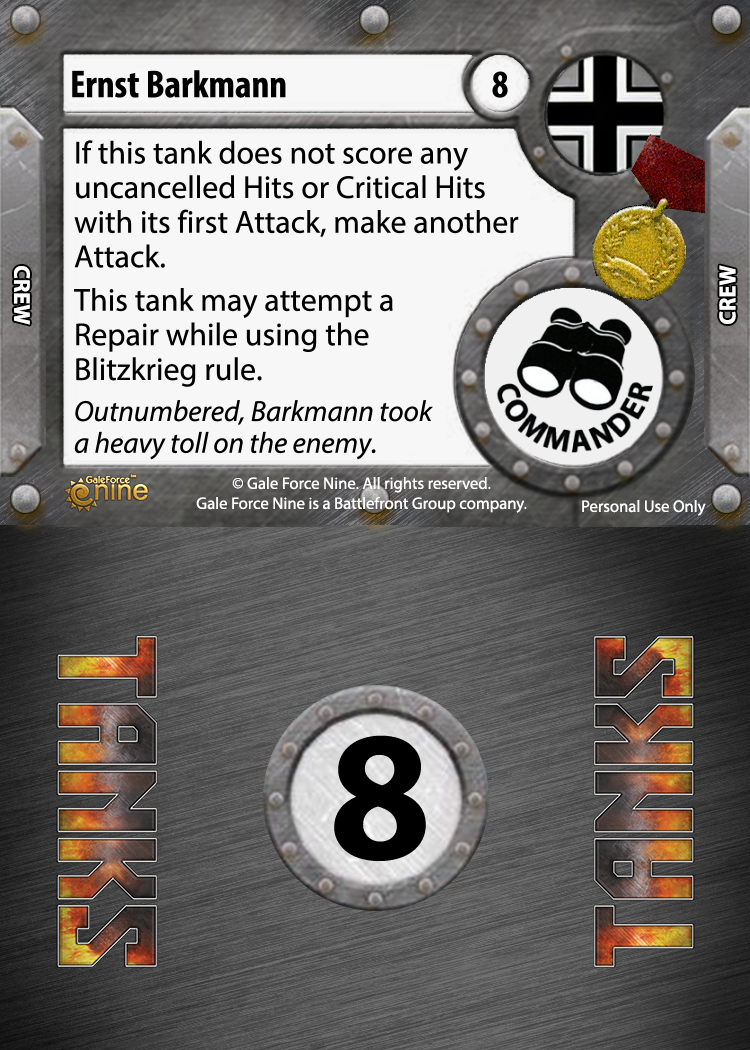 Ernst Barkmann
8
If this tank does not score any
uncancelled Hits or Critical Hits
with its first Attack, make another
Attack.
This tank may attempt a
Repair while using the
Blitzkrieg rule.
Outnumbered, Barkmann took
a heavy toll on the enemy.
CREW
CREW
COMMANDER
GaleForce™
nine
© Gale Force Nine. All rights reserved.
Gale Force Nine is a Battlefront Group company.
Personal Use Only
TANKS
8
TANKS